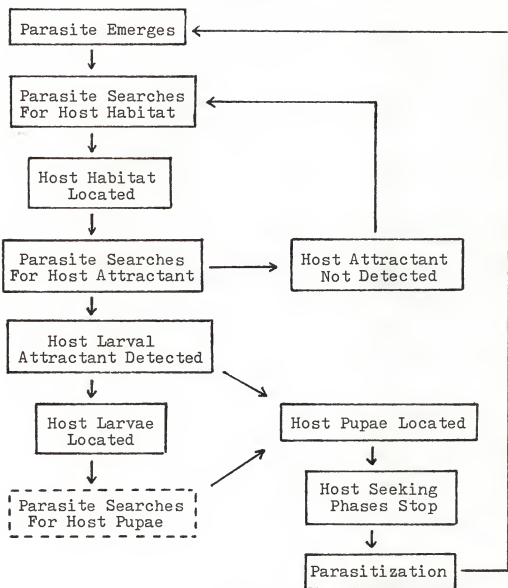 Parasite Emerges
Parasite Searches
For Host Habitat
Host Habitat
Located
Parasite Searches
For Host Attractant
Host Attractant
Not Detected
Host Larval
Attractant Detected
Host Larvae
Located
Host Pupae Located
Parasite Searches
For Host Pupae
Host Seeking
Phases Stop
Parasitization